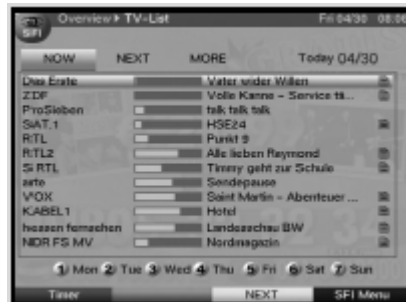 Overview ▸ TV-List Fri 04/30 08:06
SFI
NOW NEXT MORE Today 04/30
Das Erste Vater wider Willen
ZDF Volle Kanne - Service tä...
ProSieben talk talk talk
SAT.1 HSE24
RTL Punkt 9
RTL2 Alle lieben Raymond
S RTL Timmy geht zur Schule
arte Sendepause
VOX Saint Martin - Abenteuer ...
KABEL1 Hotel
hessen fernsehen Landesschau BW
NDR FS MV Nordmagazin
1 Mon 2 Tue 3 Wed 4 Thu 5 Fri 6 Sat 7 Sun
Timer NEXT SFI Menu